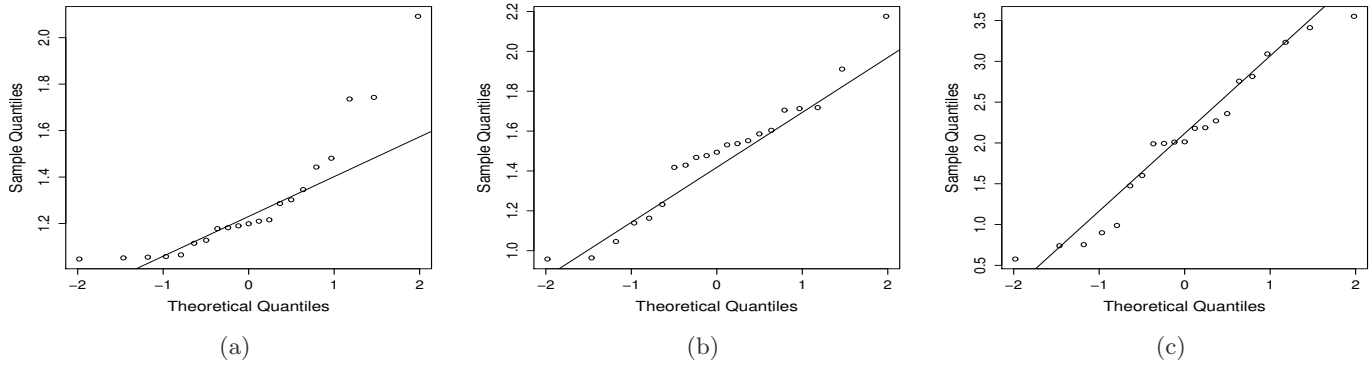 Sample Quantiles
1.2 1.4 1.6 1.8 2.0
−2 −1 0 1 2
Theoretical Quantiles
(a)
Sample Quantiles
1.0 1.2 1.4 1.6 1.8 2.0 2.2
−2 −1 0 1 2
Theoretical Quantiles
(b)
Sample Quantiles
0.5 1.0 1.5 2.0 2.5 3.0 3.5
−2 −1 0 1 2
Theoretical Quantiles
(c)